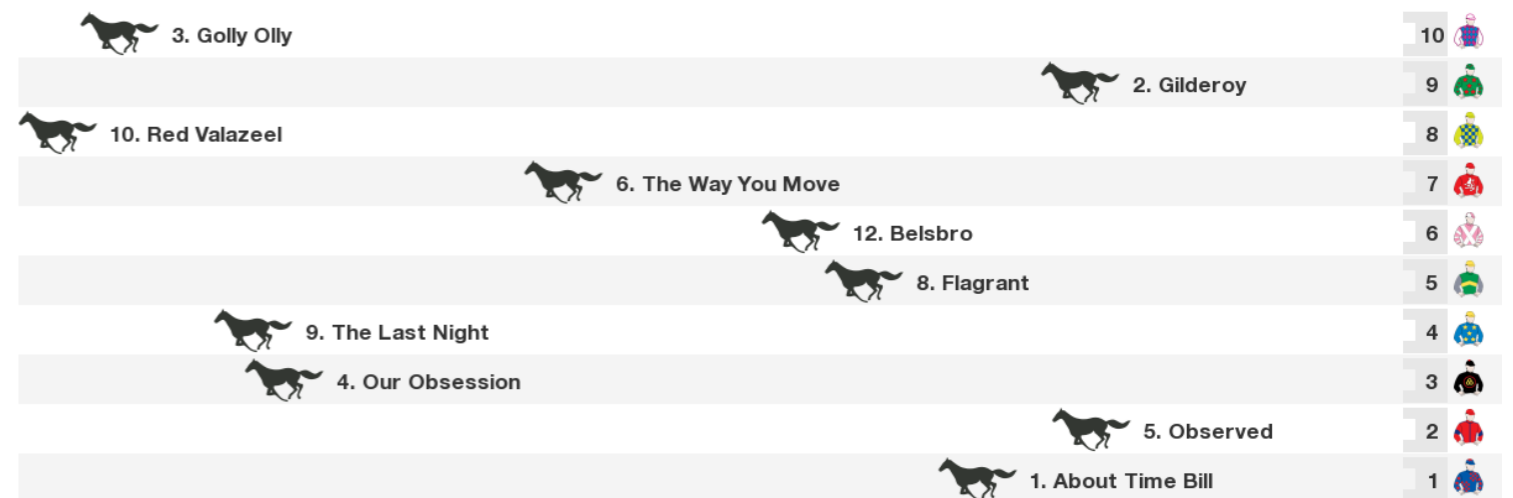 3. Golly Olly 10
2. Gilderoy 9
10. Red Valazeel 8
6. The Way You Move 7
12. Belsbro 6
8. Flagrant 5
9. The Last Night 4
4. Our Obsession 3
5. Observed 2
1. About Time Bill 1